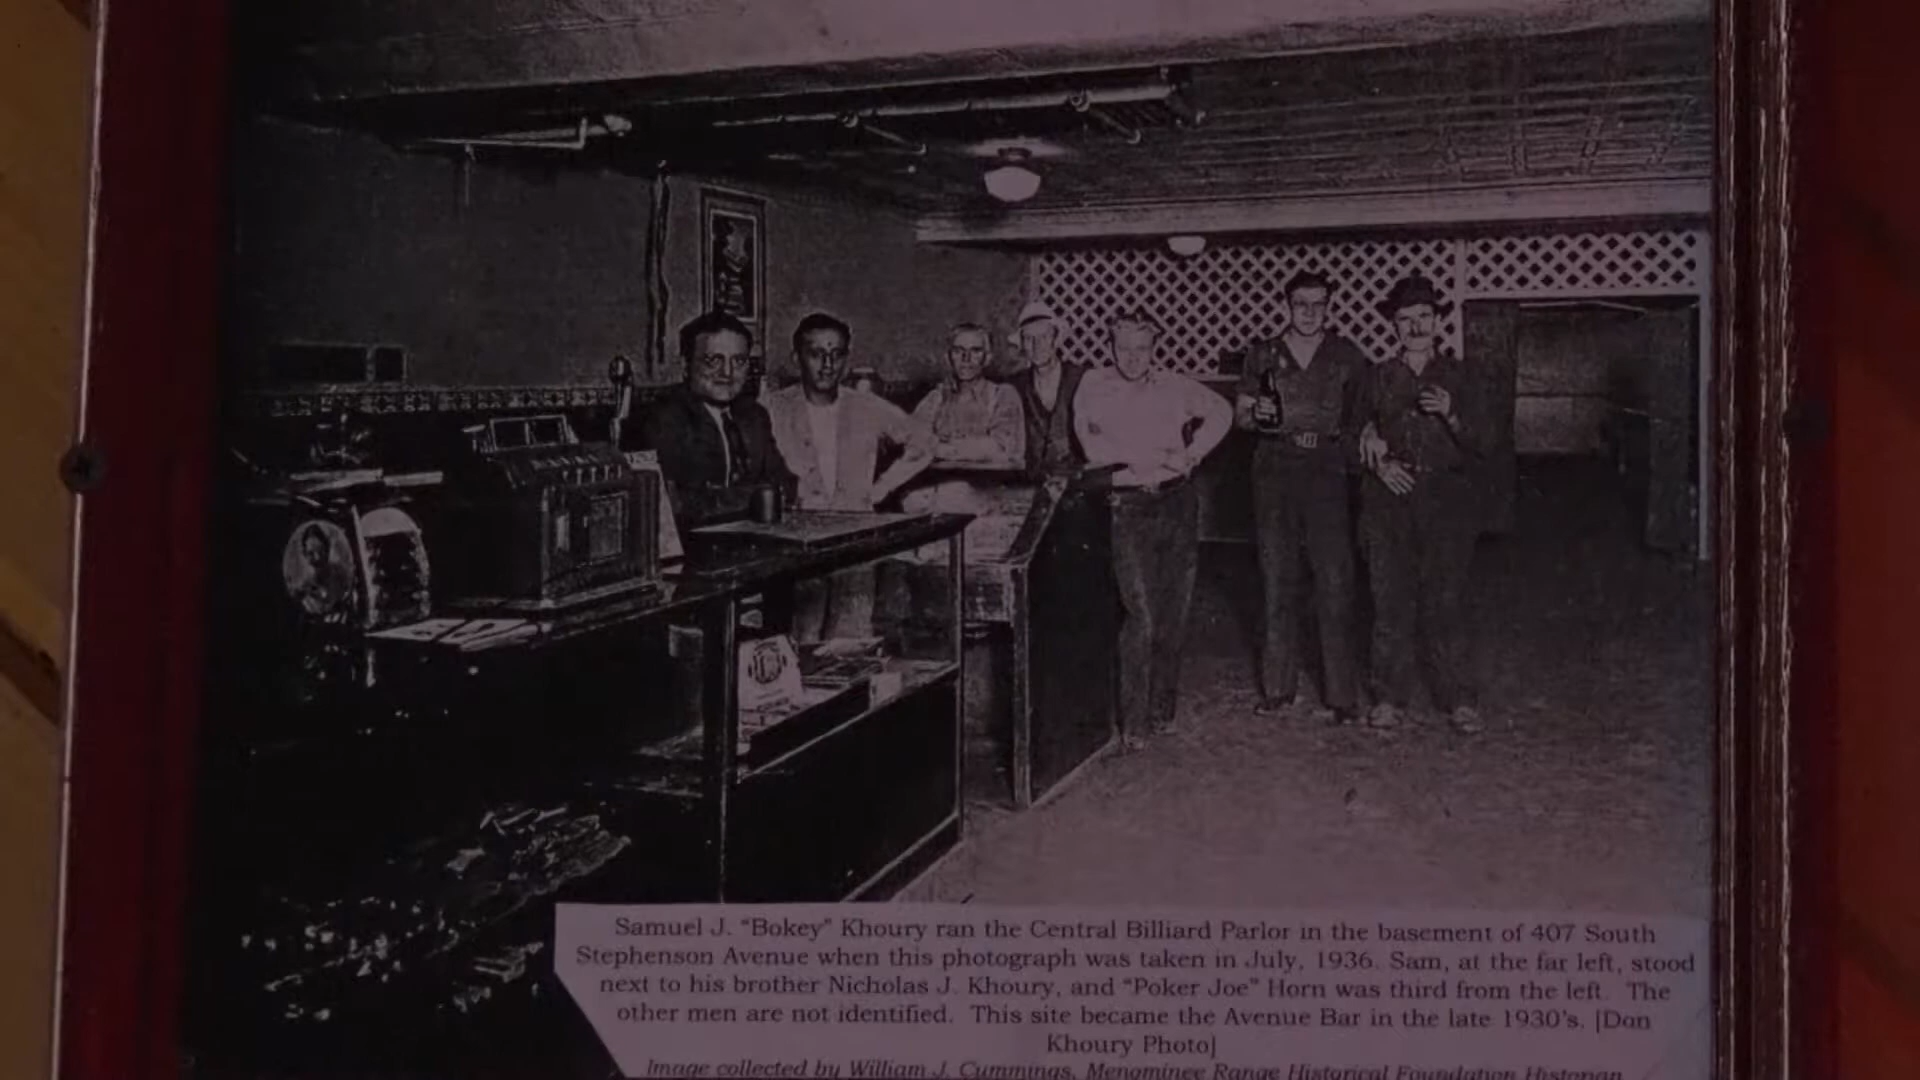 Samuel J. "Bokey" Khoury ran the Central Billiard Parlor in the basement of 407 South
Stephenson Avenue when this photograph was taken in July, 1936. Sam, at the far left, stood
next to his brother Nicholas J. Khoury, and "Poker Joe" Horn was third from the left. The
other men are not identified. This site became the Avenue Bar in the late 1930's. [Don
Khoury Photo]
Image collected by William J. Cummings, Menominee Range Historical Foundation Historian